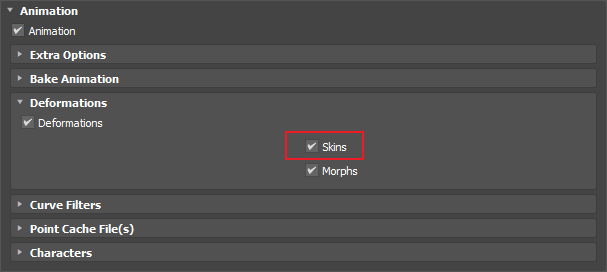 Animation
Animation
Extra Options
Bake Animation
Deformations
Deformations
Skins
Morphs
Curve Filters
Point Cache File(s)
Characters